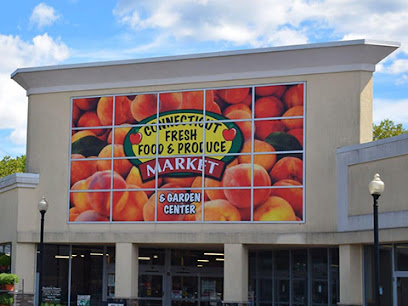 CONNECTICUT
FRESH
FOOD & PRODUCE
MARKET
& GARDEN
CENTER